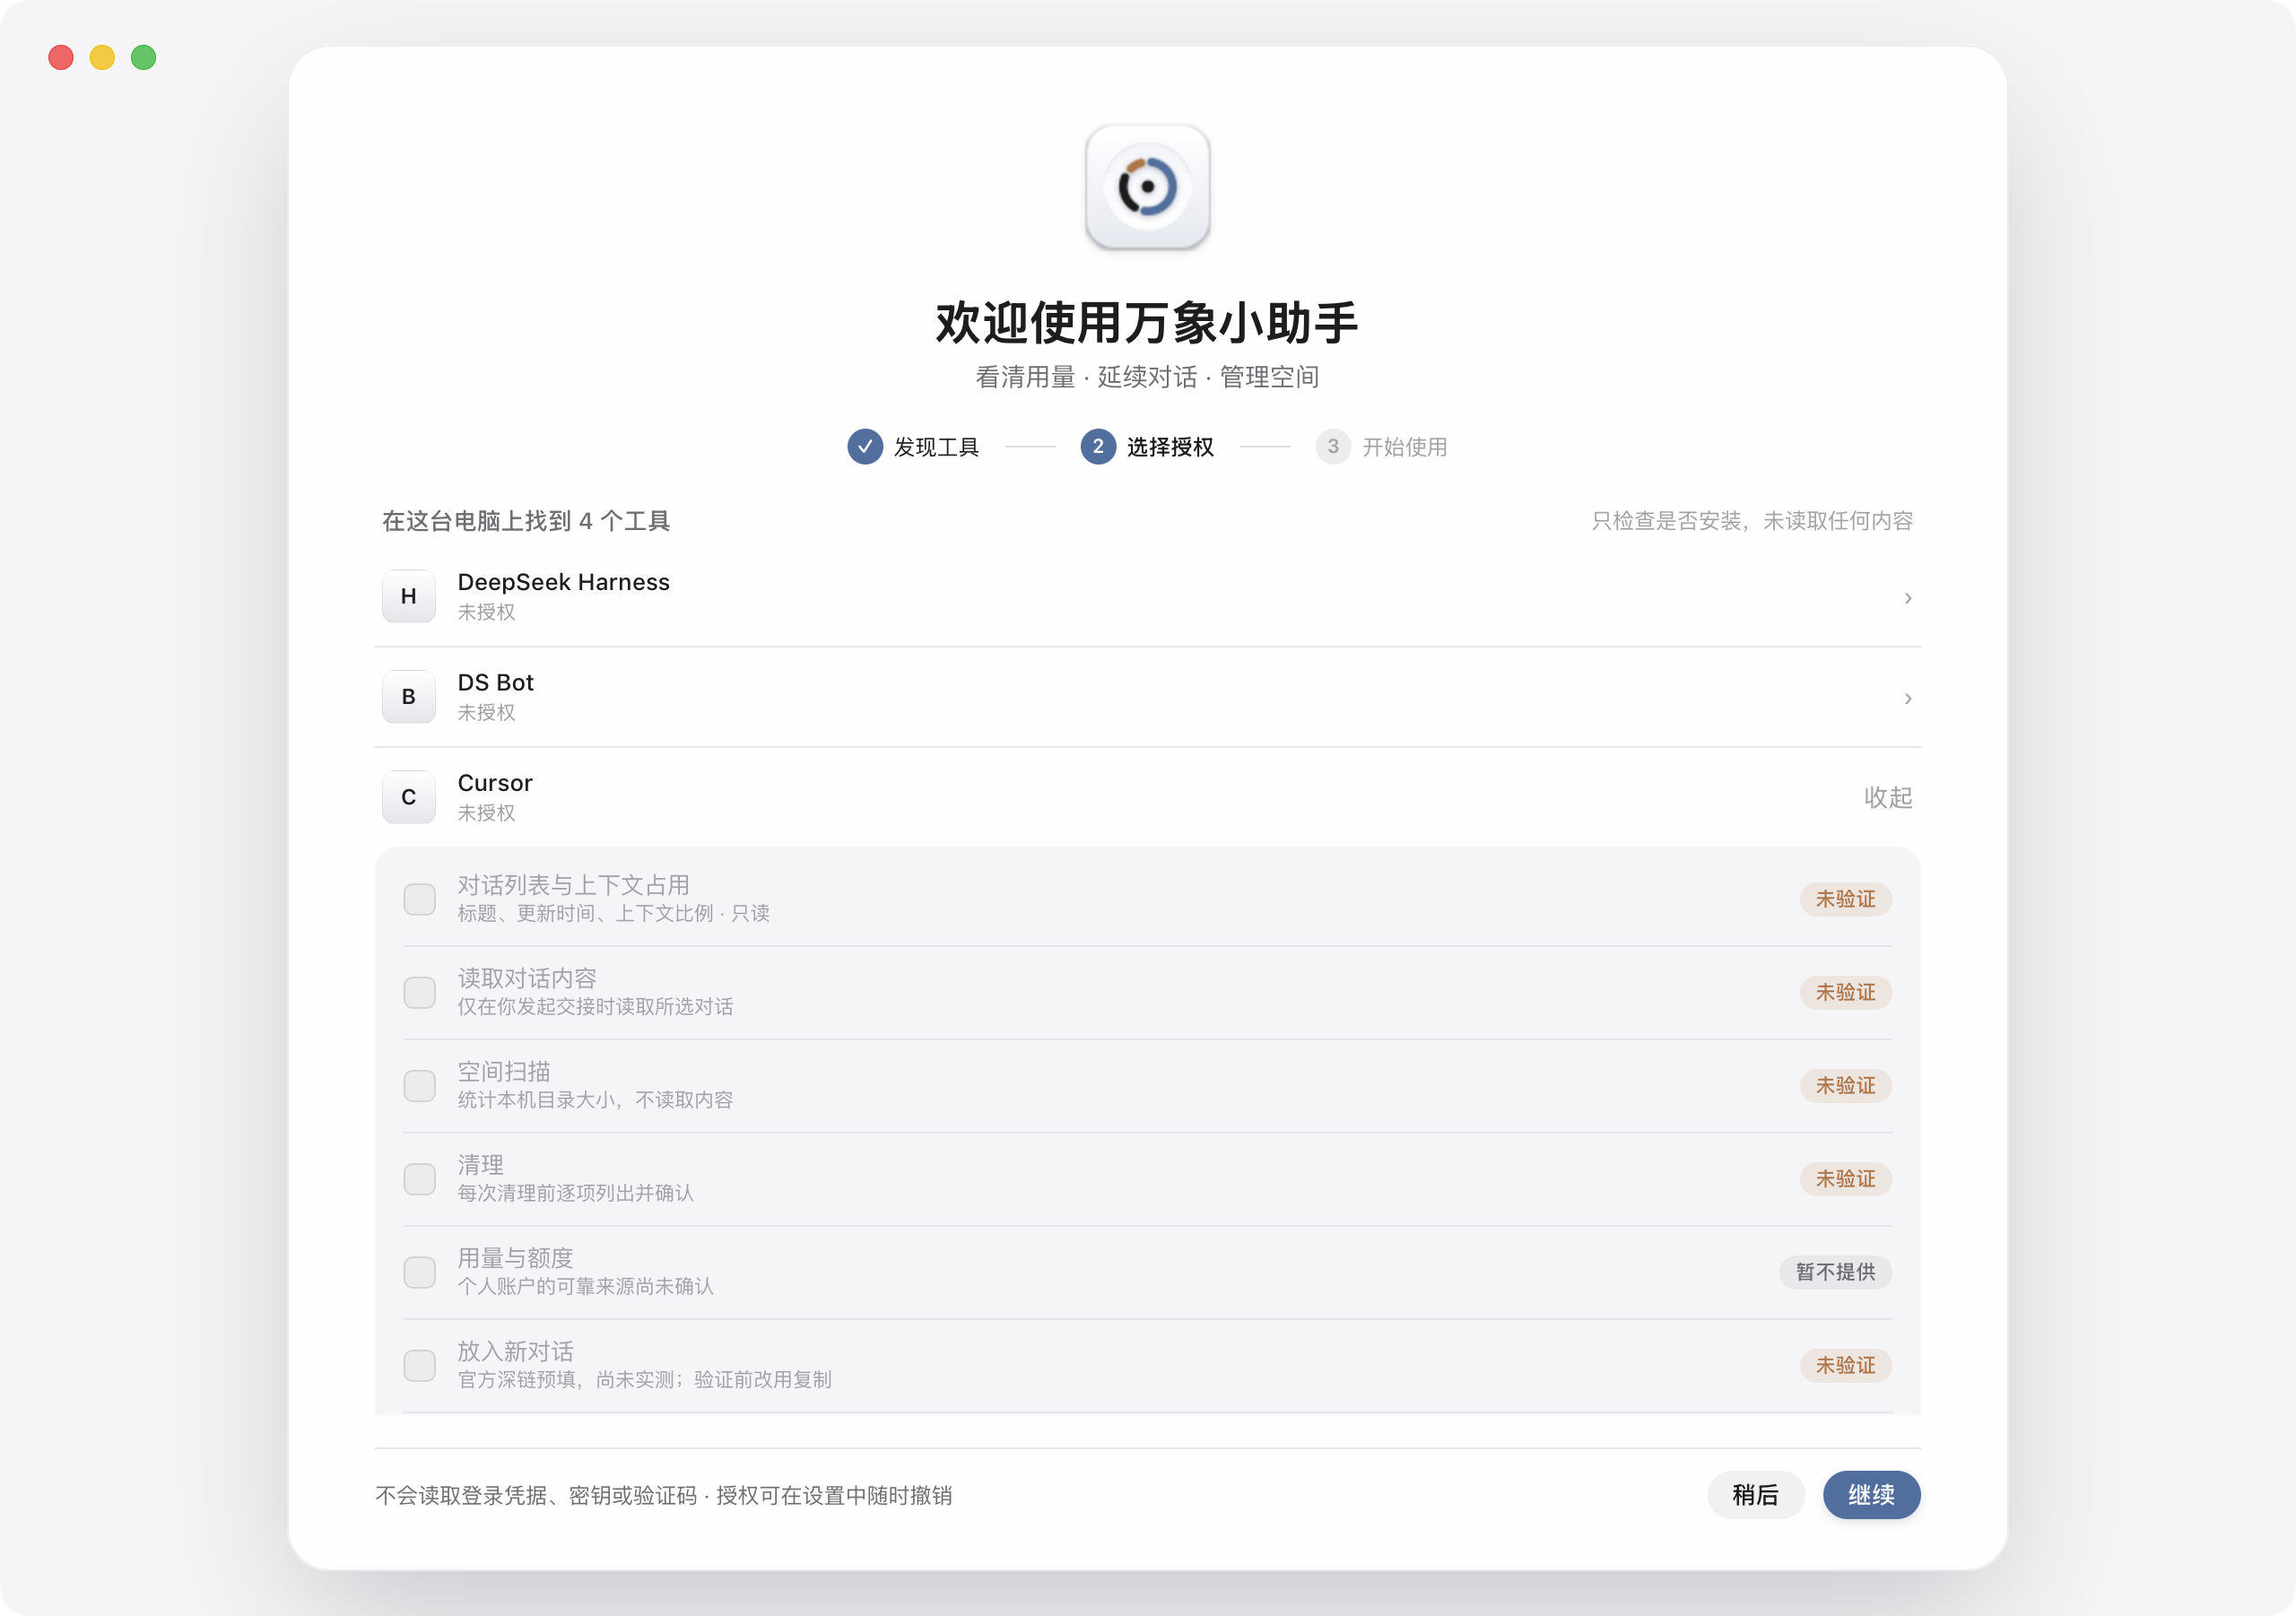 欢迎使用万象小助手
看清用量 · 延续对话 · 管理空间
发现工具 2 选择授权 3 开始使用
在这台电脑上找到 4 个工具 只检查是否安装，未读取任何内容
H DeepSeek Harness
未授权
B DS Bot
未授权
C Cursor 收起
未授权
对话列表与上下文占用 未验证
标题、更新时间、上下文比例 · 只读
读取对话内容 未验证
仅在你发起交接时读取所选对话
空间扫描 未验证
统计本机目录大小，不读取内容
清理 未验证
每次清理前逐项列出并确认
用量与额度 暂不提供
个人账户的可靠来源尚未确认
放入新对话 未验证
官方深链预填，尚未实测；验证前改用复制
不会读取登录凭据、密钥或验证码 · 授权可在设置中随时撤销 稍后 继续